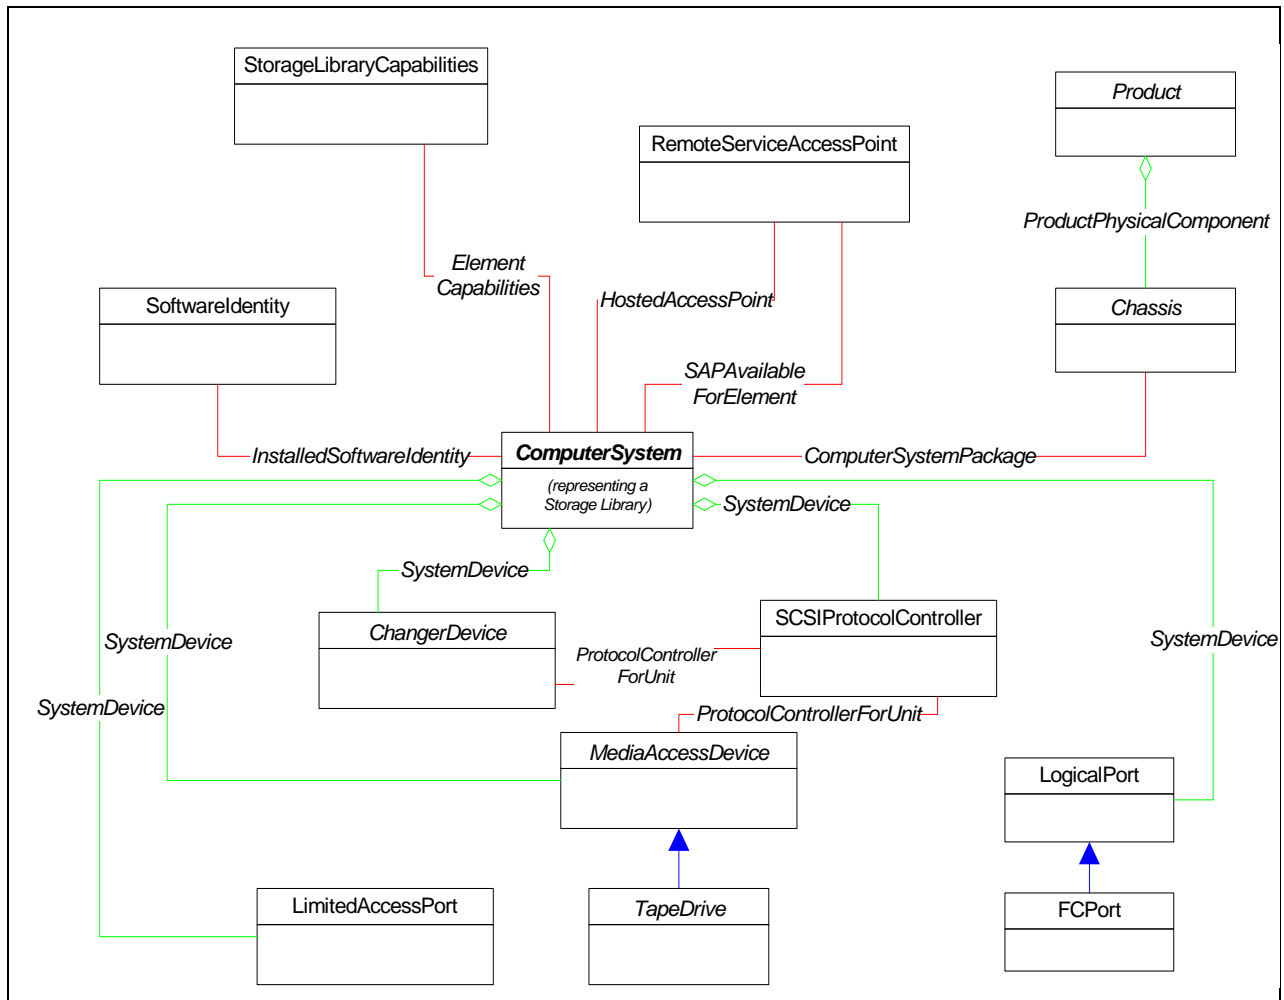 StorageLibraryCapabilities
Product
RemoteServiceAccessPoint
ProductPhysicalComponent
Element
Capabilities
HostedAccessPoint
SoftwareIdentity
Chassis
SAPAvailable
ForElement
InstalledSoftwareIdentity
ComputerSystem
ComputerSystemPackage
(representing a
Storage Library)
SystemDevice
SystemDevice
ChangerDevice
SCSIProtocolController
SystemDevice
SystemDevice
ProtocolController
ForUnit
SystemDevice
ProtocolControllerForUnit
MediaAccessDevice
LogicalPort
LimitedAccessPort
TapeDrive
FCPort